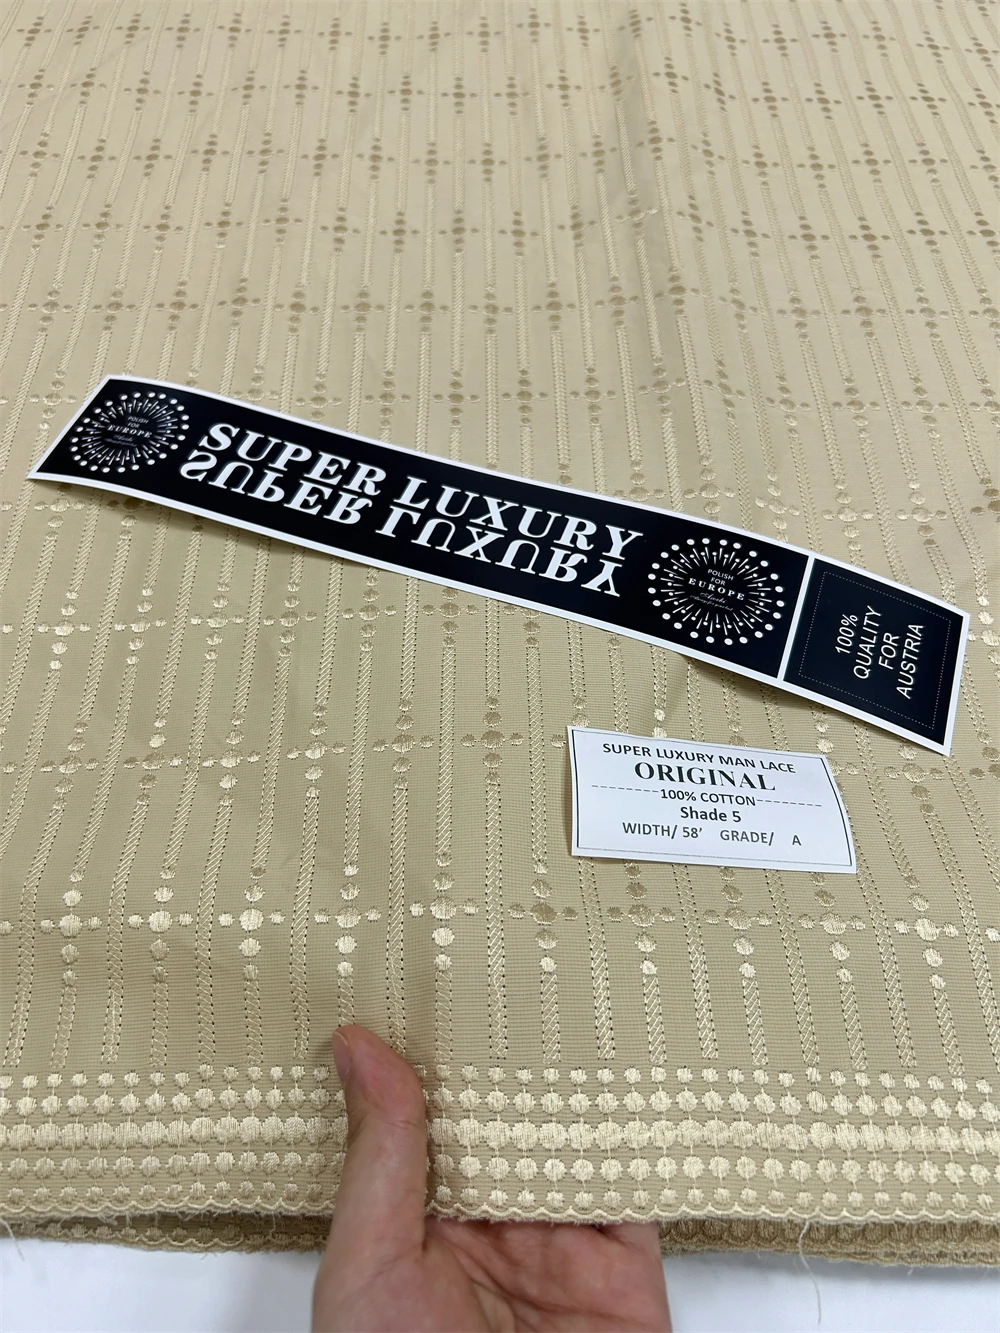 POLISH
FOR
EUROPE
SUPER LUXURY
SUPER LUXURY
POLISH
FOR
EUROPE
100%
QUALITY
FOR
AUSTRIA
SUPER LUXURY MAN LACE
ORIGINAL
---------100% COTTON---------
Shade 5
WIDTH/ 58' GRADE/ A